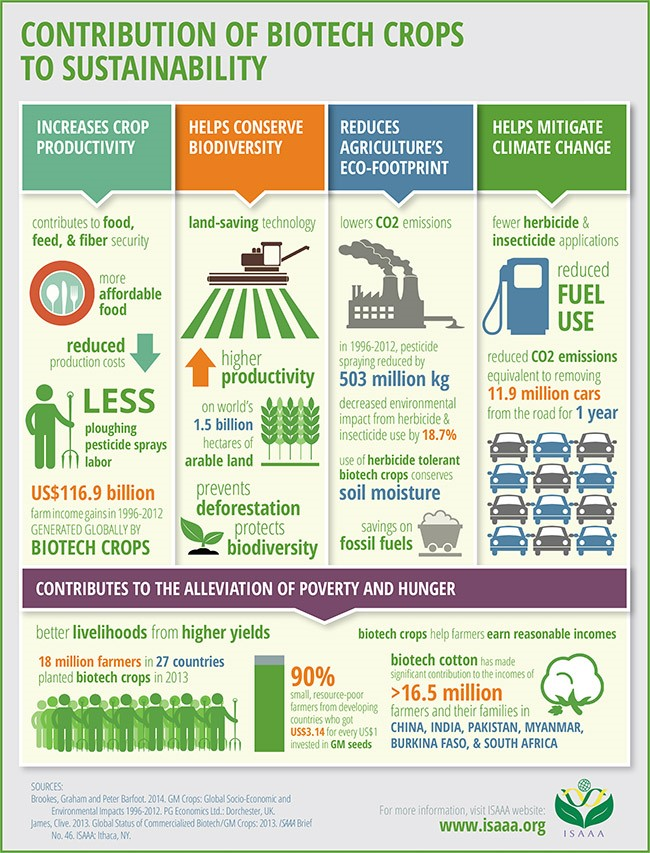 CONTRIBUTION OF BIOTECH CROPS
TO SUSTAINABILITY
INCREASES CROP
PRODUCTIVITY
contributes to food,
feed, & fiber security
more
affordable
food
reduced
production costs
LESS
ploughing
pesticide sprays
labor
US$116.9 billion
farm income gains in 1996-2012
GENERATED GLOBALLY BY
BIOTECH CROPS
HELPS CONSERVE
BIODIVERSITY
land-saving technology
higher
productivity
on world's
1.5 billion
hectares of
arable land
prevents
deforestation
protects
biodiversity
REDUCES
AGRICULTURE'S
ECO-FOOTPRINT
lowers CO2 emissions
in 1996-2012, pesticide
spraying reduced by
503 million kg
decreased environmental
impact from herbicide &
insecticide use by 18.7%
use of herbicide tolerant
biotech crops conserves
soil moisture
savings on
fossil fuels
HELPS MITIGATE
CLIMATE CHANGE
fewer herbicide &
insecticide applications
reduced
FUEL
USE
reduced CO2 emissions
equivalent to removing
11.9 million cars
from the road for 1 year
CONTRIBUTES TO THE ALLEVIATION OF POVERTY AND HUNGER
better livelihoods from higher yields
18 million farmers in 27 countries
planted biotech crops in 2013
90%
small, resource-poor
farmers from developing
countries who got
US$3.14 for every US$1
invested in GM seeds
biotech crops help farmers earn reasonable incomes
biotech cotton has made
significant contribution to the incomes of
>16.5 million
farmers and their families in
CHINA, INDIA, PAKISTAN, MYANMAR,
BURKINA FASO, & SOUTH AFRICA
SOURCES:
Brookes, Graham and Peter Barfoot. 2014. GM Crops: Global Socio-Economic and
Environmental Impacts 1996-2012. PG Economics Ltd.: Dorchester, UK.
James, Clive. 2013. Global Status of Commercialized Biotech/GM Crops: 2013. ISAAA Brief
No. 46. ISAAA: Ithaca, NY.
For more information, visit ISAAA website:
www.isaaa.org
ISAAA